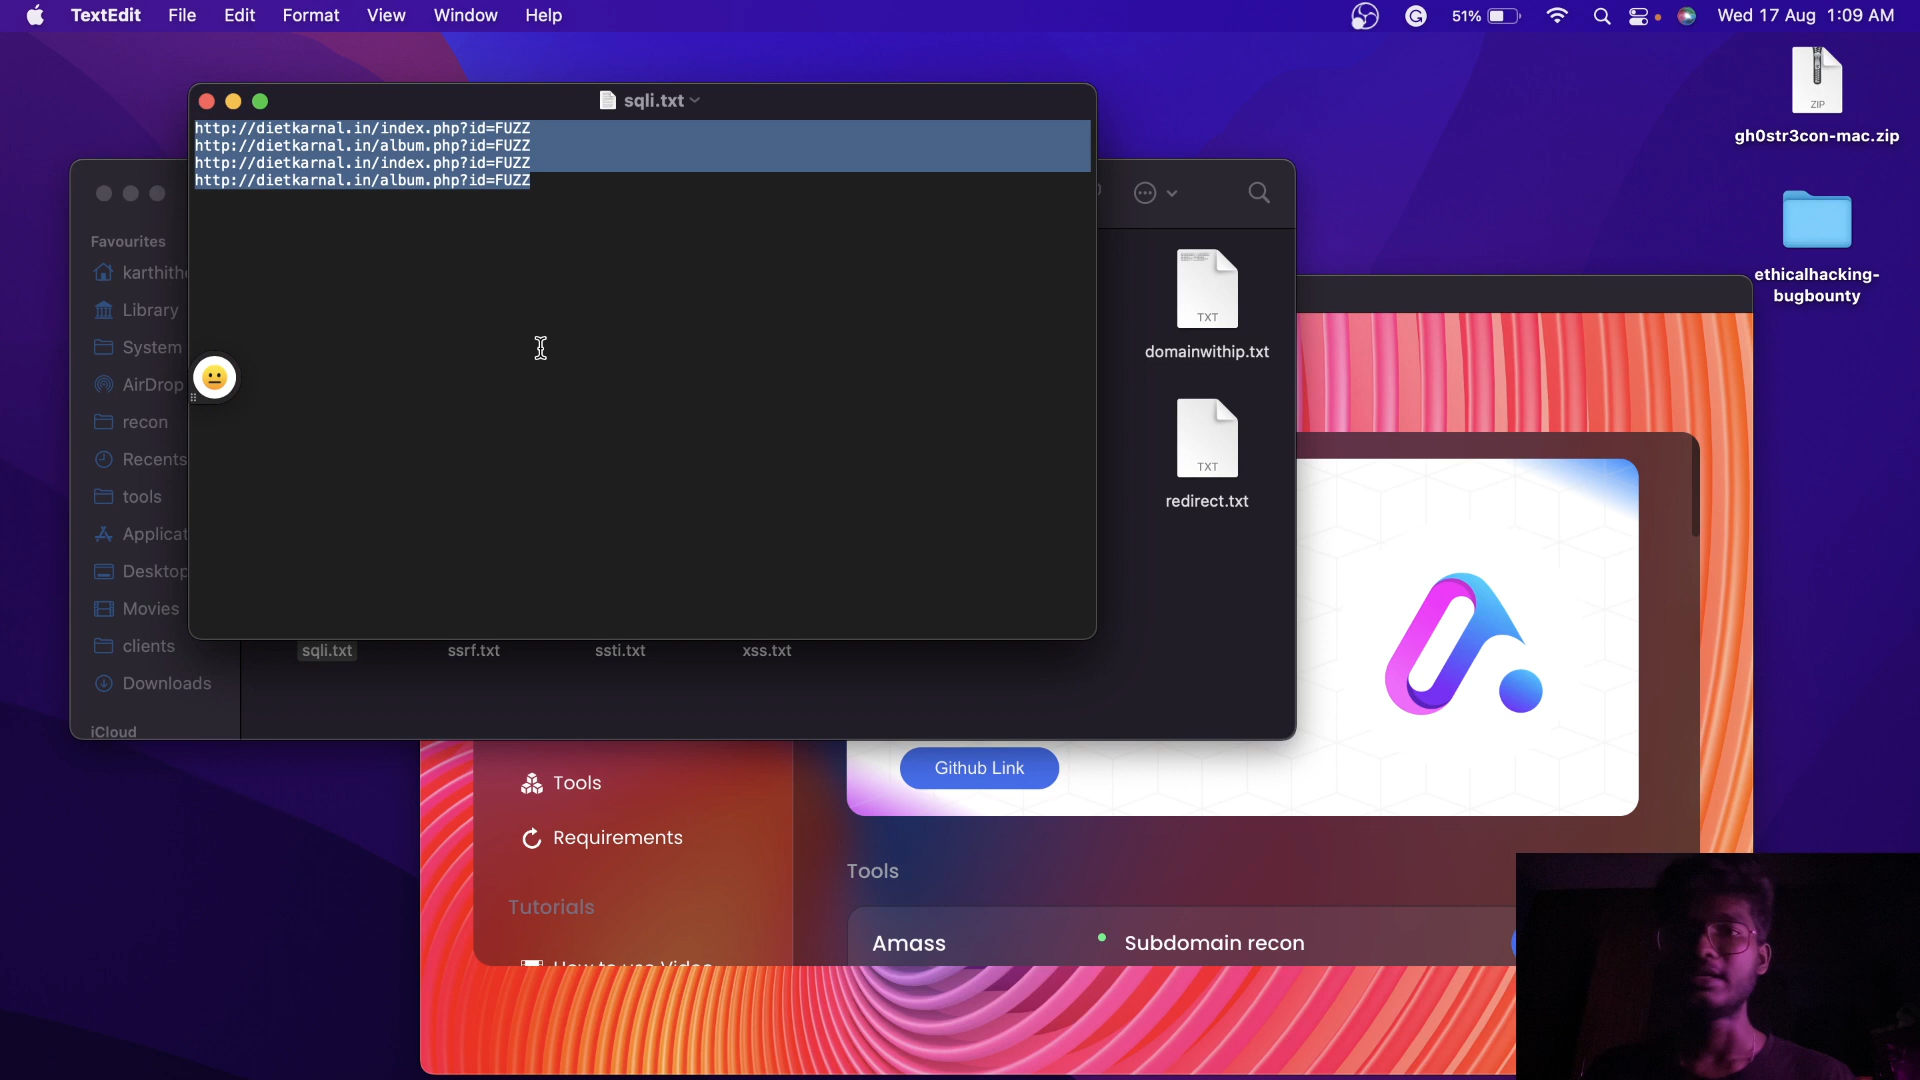 TextEdit File Edit Format View Window Help
51%
Wed 17 Aug 1:09 AM
sqli.txt
http://dietkarnal.in/index.php?id=FUZZ
http://dietkarnal.in/album.php?id=FUZZ
http://dietkarnal.in/index.php?id=FUZZ
http://dietkarnal.in/album.php?id=FUZZ
ZIP
gh0str3con-mac.zip
ethicalhacking-
bugbounty
Favourites
Library
System
AirDrop
recon
Recents
tools
Applicat
Desktop
Movies
clients
Downloads
iCloud
TXT
domainwithip.txt
TXT
redirect.txt
sqli.txt
ssrf.txt
ssti.txt
xss.txt
Github Link
Tools
Requirements
Tutorials
Tools
Amass
Subdomain recon